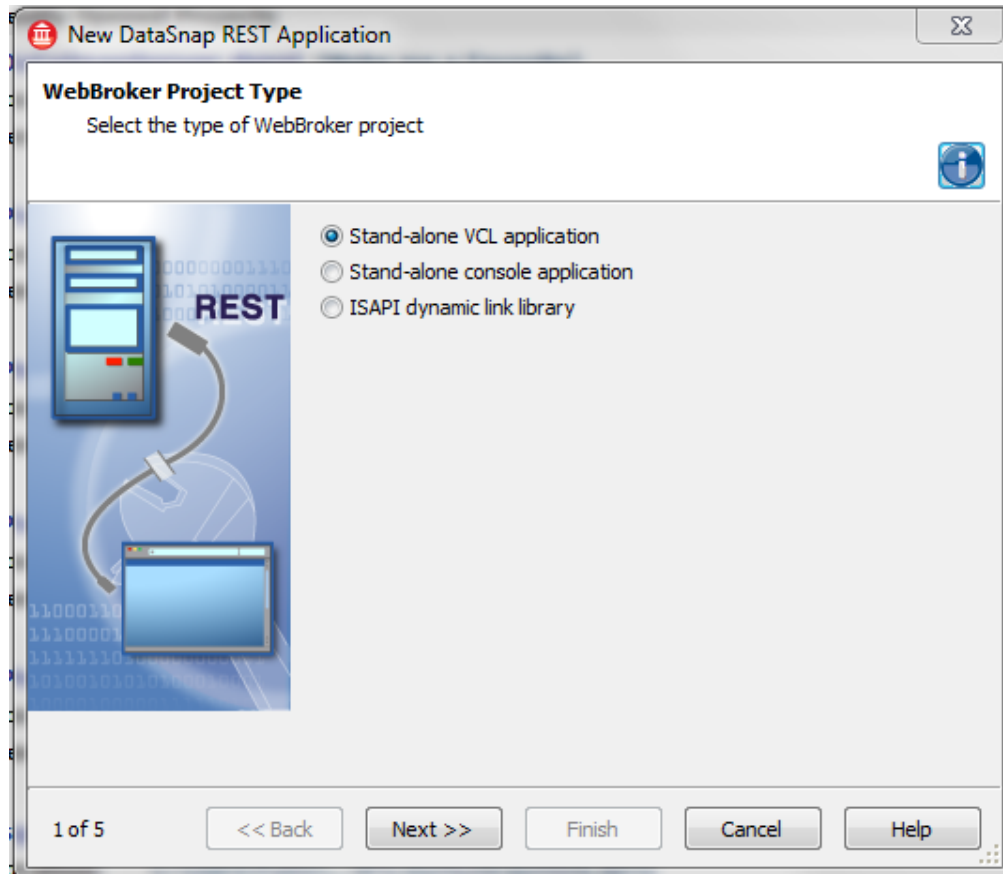 New DataSnap REST Application
WebBroker Project Type
Select the type of WebBroker project
Stand-alone VCL application
Stand-alone console application
ISAPI dynamic link library
REST
1 of 5
<< Back
Next >>
Finish
Cancel
Help